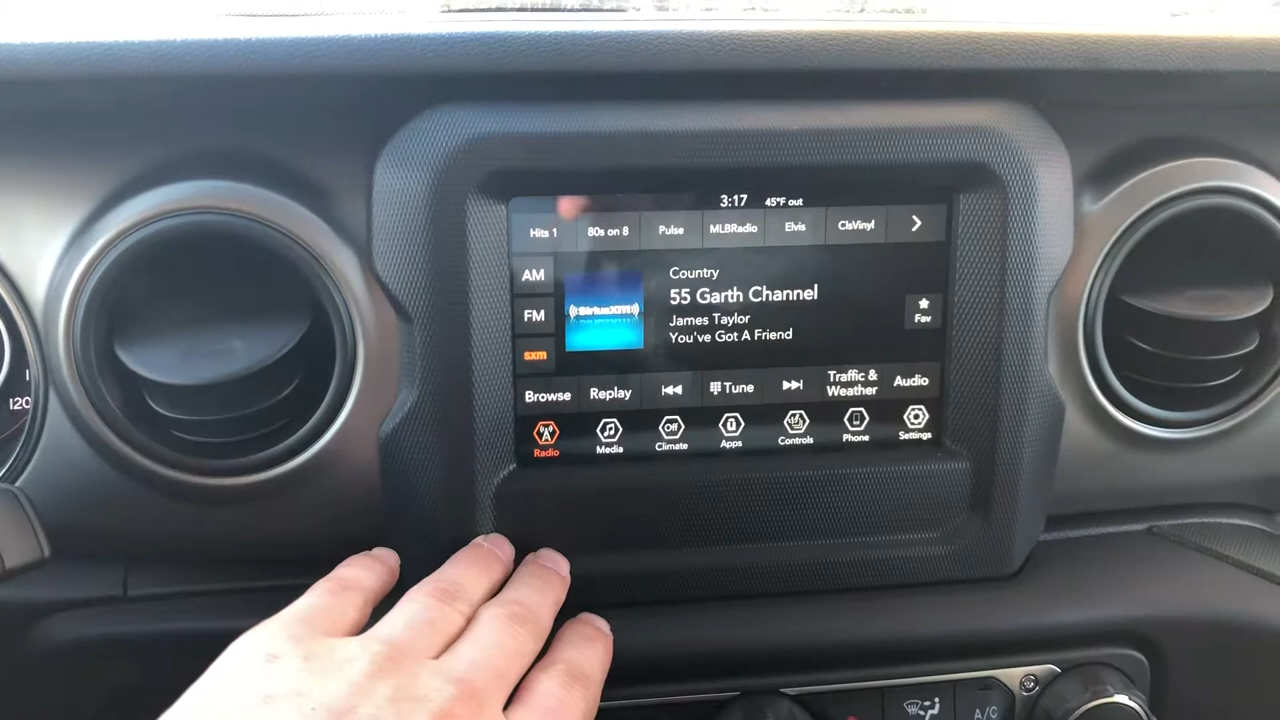 3:17 45°F out
Hits 1 80s on 8 Pulse MLBRadio Elvis ClsVinyl
AM
FM
sxm
((SiriusXM))
Country
55 Garth Channel
James Taylor
You've Got A Friend
Fav
Browse Replay Tune Traffic & Weather Audio
Off
Radio Media Climate Apps Controls Phone Settings
120
A/C